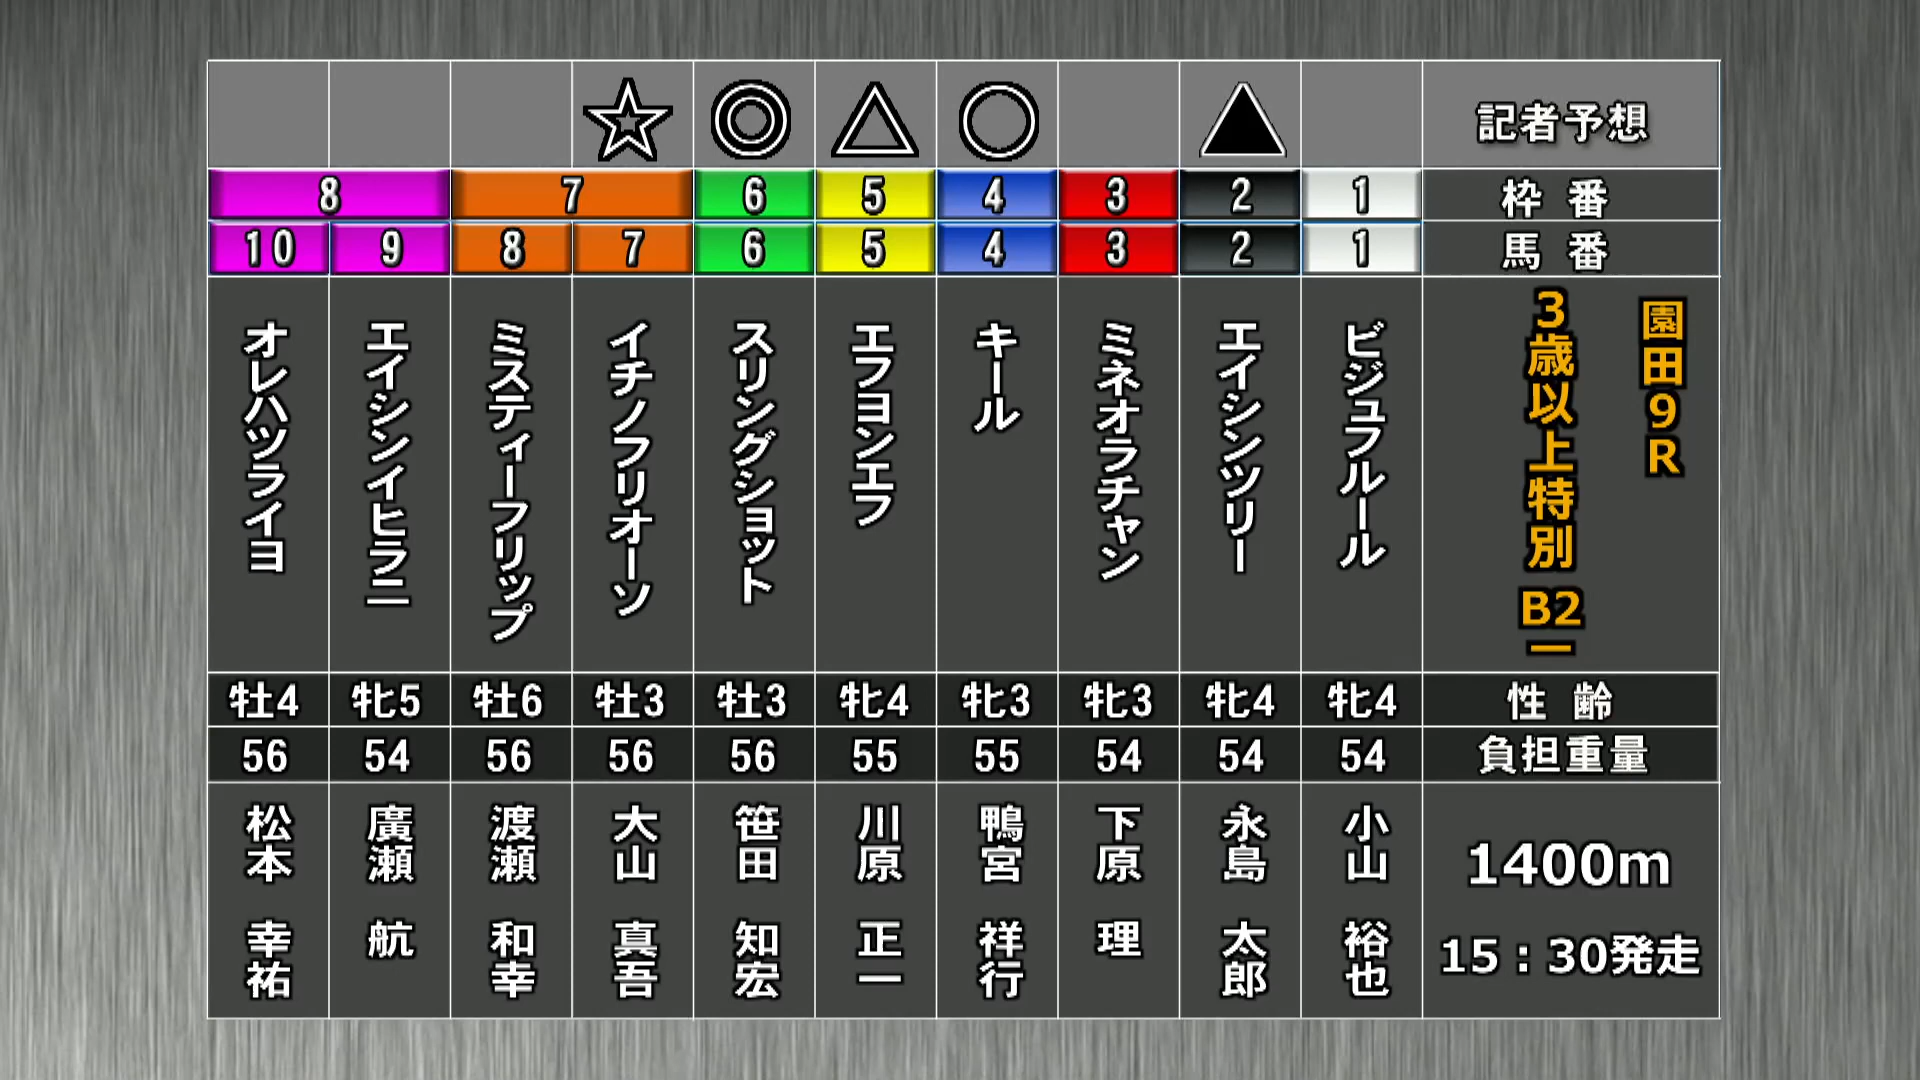 記者予想
▲
○
△
◎
☆
枠番
1
2
3
4
5
6
7
8
馬番
1
2
3
4
5
6
7
8
9
10
園田9R
3歳以上特別 B2一
ビジュフルール
エイシンツリー
ミネオラチャン
キール
エフヨンエフ
スリングショット
イチノフリオーソ
ミスティーフリップ
エイシンイヒラニ
オレハツライヨ
性齢
牝4
牝4
牝3
牝3
牝4
牡3
牡3
牡6
牝5
牡4
負担重量
54
54
54
55
55
56
56
56
54
56
1400m
15:30発走
小山 裕也
永島 太郎
下原 理
鴨宮 祥行
川原 正一
笹田 知宏
大山 真吾
渡瀬 和幸
廣瀬 航
松本 幸祐